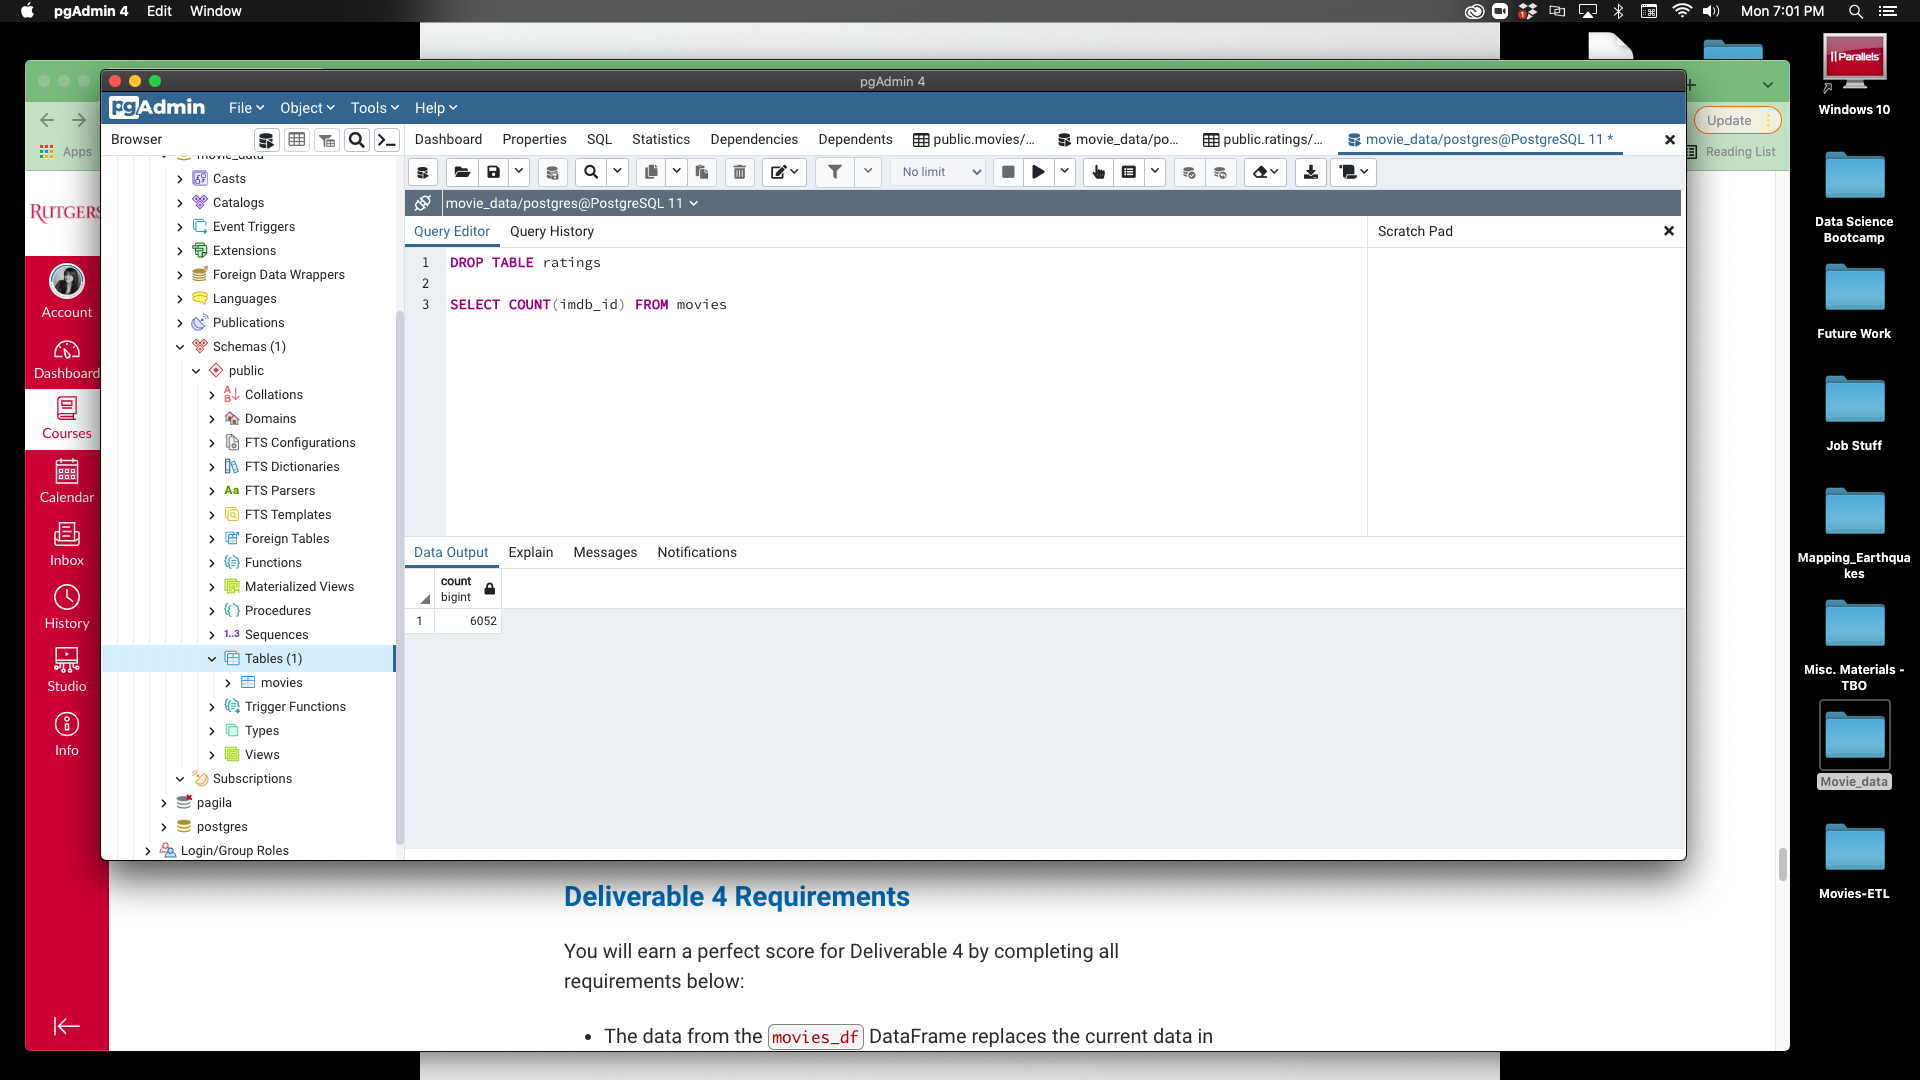 pgAdmin 4 Edit Window
Mon 7:01 PM
pgAdmin 4
pgAdmin File Object Tools Help
Browser
Dashboard Properties SQL Statistics Dependencies Dependents public.movies/... movie_data/po... public.ratings/... movie_data/postgres@PostgreSQL 11 *
No limit
movie_data/postgres@PostgreSQL 11
Query Editor Query History
Scratch Pad
1 DROP TABLE ratings
2
3 SELECT COUNT(imdb_id) FROM movies
Data Output Explain Messages Notifications
count
bigint
1 6052
movie_data
Casts
Catalogs
Event Triggers
Extensions
Foreign Data Wrappers
Languages
Publications
Schemas (1)
public
Collations
Domains
FTS Configurations
FTS Dictionaries
Aa FTS Parsers
FTS Templates
Foreign Tables
Functions
Materialized Views
Procedures
1..3 Sequences
Tables (1)
movies
Trigger Functions
Types
Views
Subscriptions
pagila
postgres
Login/Group Roles
Apps
RUTGERS
Account
Dashboard
Courses
Calendar
Inbox
History
Studio
Info
Update
Reading List
Deliverable 4 Requirements
You will earn a perfect score for Deliverable 4 by completing all
requirements below:
• The data from the movies_df DataFrame replaces the current data in
Parallels
Windows 10
Data Science
Bootcamp
Future Work
Job Stuff
Mapping_Earthqua
kes
Misc. Materials -
TBO
Movie_data
Movies-ETL